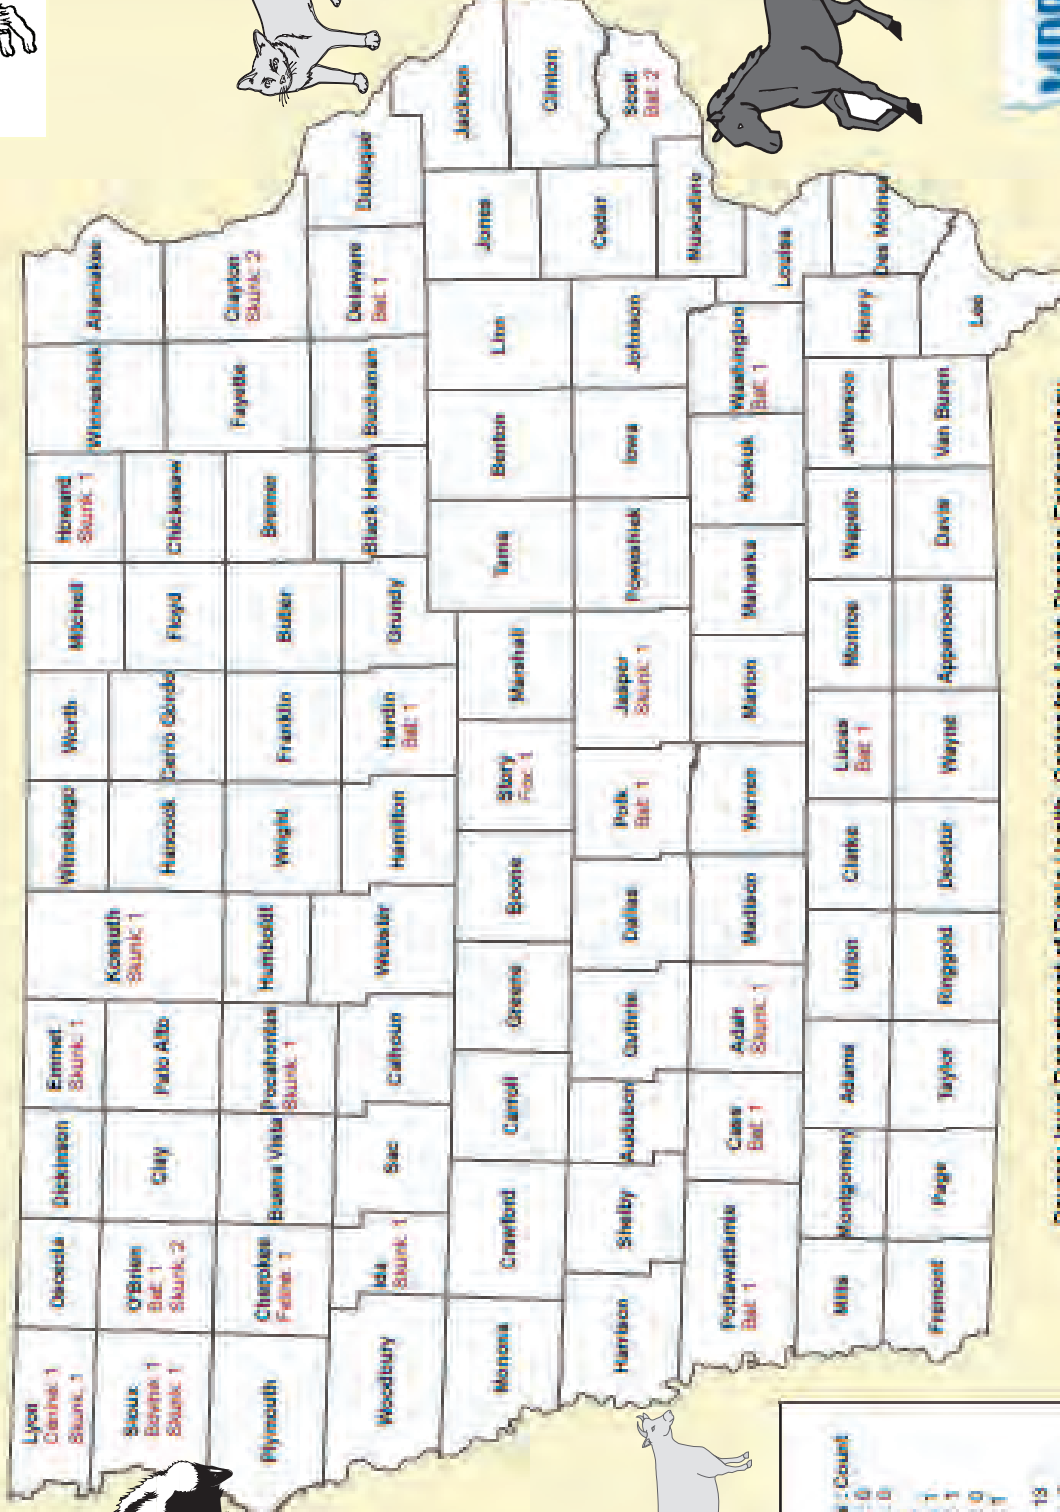 Lyon
Canine: 1
Skunk: 1
Osceola
Dickinson
Emmet
Skunk: 1
Kossuth
Skunk: 1
Winnebago
Worth
Mitchell
Howard
Skunk: 1
Winneshiek
Allamakee
Sioux
Bovine: 1
Skunk: 1
O'Brien
Bat: 1
Skunk: 2
Clay
Palo Alto
Hancock
Cerro Gordo
Floyd
Chickasaw
Fayette
Clayton
Skunk: 2
Plymouth
Cherokee
Feline: 1
Buena Vista
Pocahontas
Skunk: 1
Humboldt
Wright
Franklin
Butler
Bremer
Black Hawk
Buchanan
Delaware
Bat: 1
Dubuque
Woodbury
Ida
Skunk: 1
Sac
Calhoun
Webster
Hamilton
Hardin
Bat: 1
Grundy
Tama
Benton
Linn
Jones
Jackson
Monona
Crawford
Carroll
Greene
Boone
Story
Fox: 1
Marshall
Clinton
Cedar
Scott
Bat: 2
Harrison
Shelby
Audubon
Guthrie
Dallas
Polk
Bat: 1
Jasper
Skunk: 1
Poweshiek
Iowa
Johnson
Muscatine
Pottawattamie
Bat: 1
Cass
Bat: 1
Adair
Skunk: 1
Madison
Warren
Marion
Mahaska
Keokuk
Washington
Bat: 1
Louisa
Mills
Montgomery
Adams
Union
Clarke
Lucas
Bat: 1
Monroe
Wapello
Jefferson
Henry
Des Moines
Fremont
Page
Taylor
Ringgold
Decatur
Wayne
Appanoose
Davis
Van Buren
Lee
: Count
0
0
1
1
0
1
13